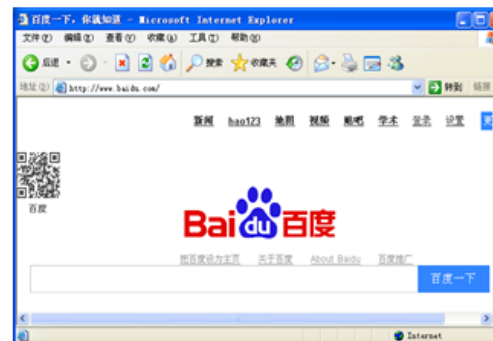 百度一下，你就知道 - Microsoft Internet Explorer
文件(F) 编辑(E) 查看(V) 收藏(A) 工具(T) 帮助(H)
后退 搜索 收藏夹
地址(D) http://www.baidu.com/ 转到 链接
新闻 hao123 地图 视频 贴吧 学术 登录 设置
百度
Bai du 百度
把百度设为主页 关于百度 About Baidu 百度推广
百度一下
Internet